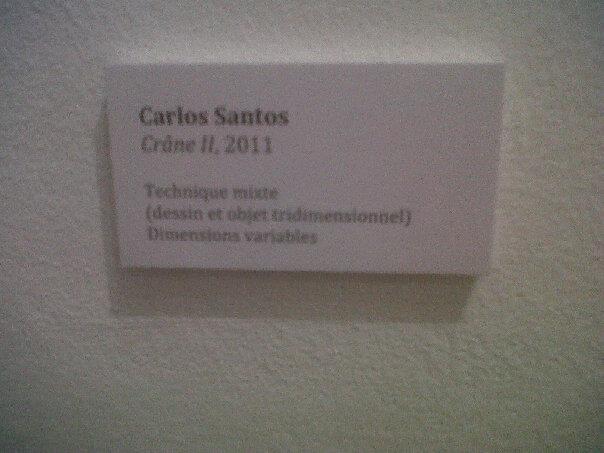 Carlos Santos
Crâne II, 2011
Technique mixte
(dessin et objet tridimensionnel)
Dimensions variables